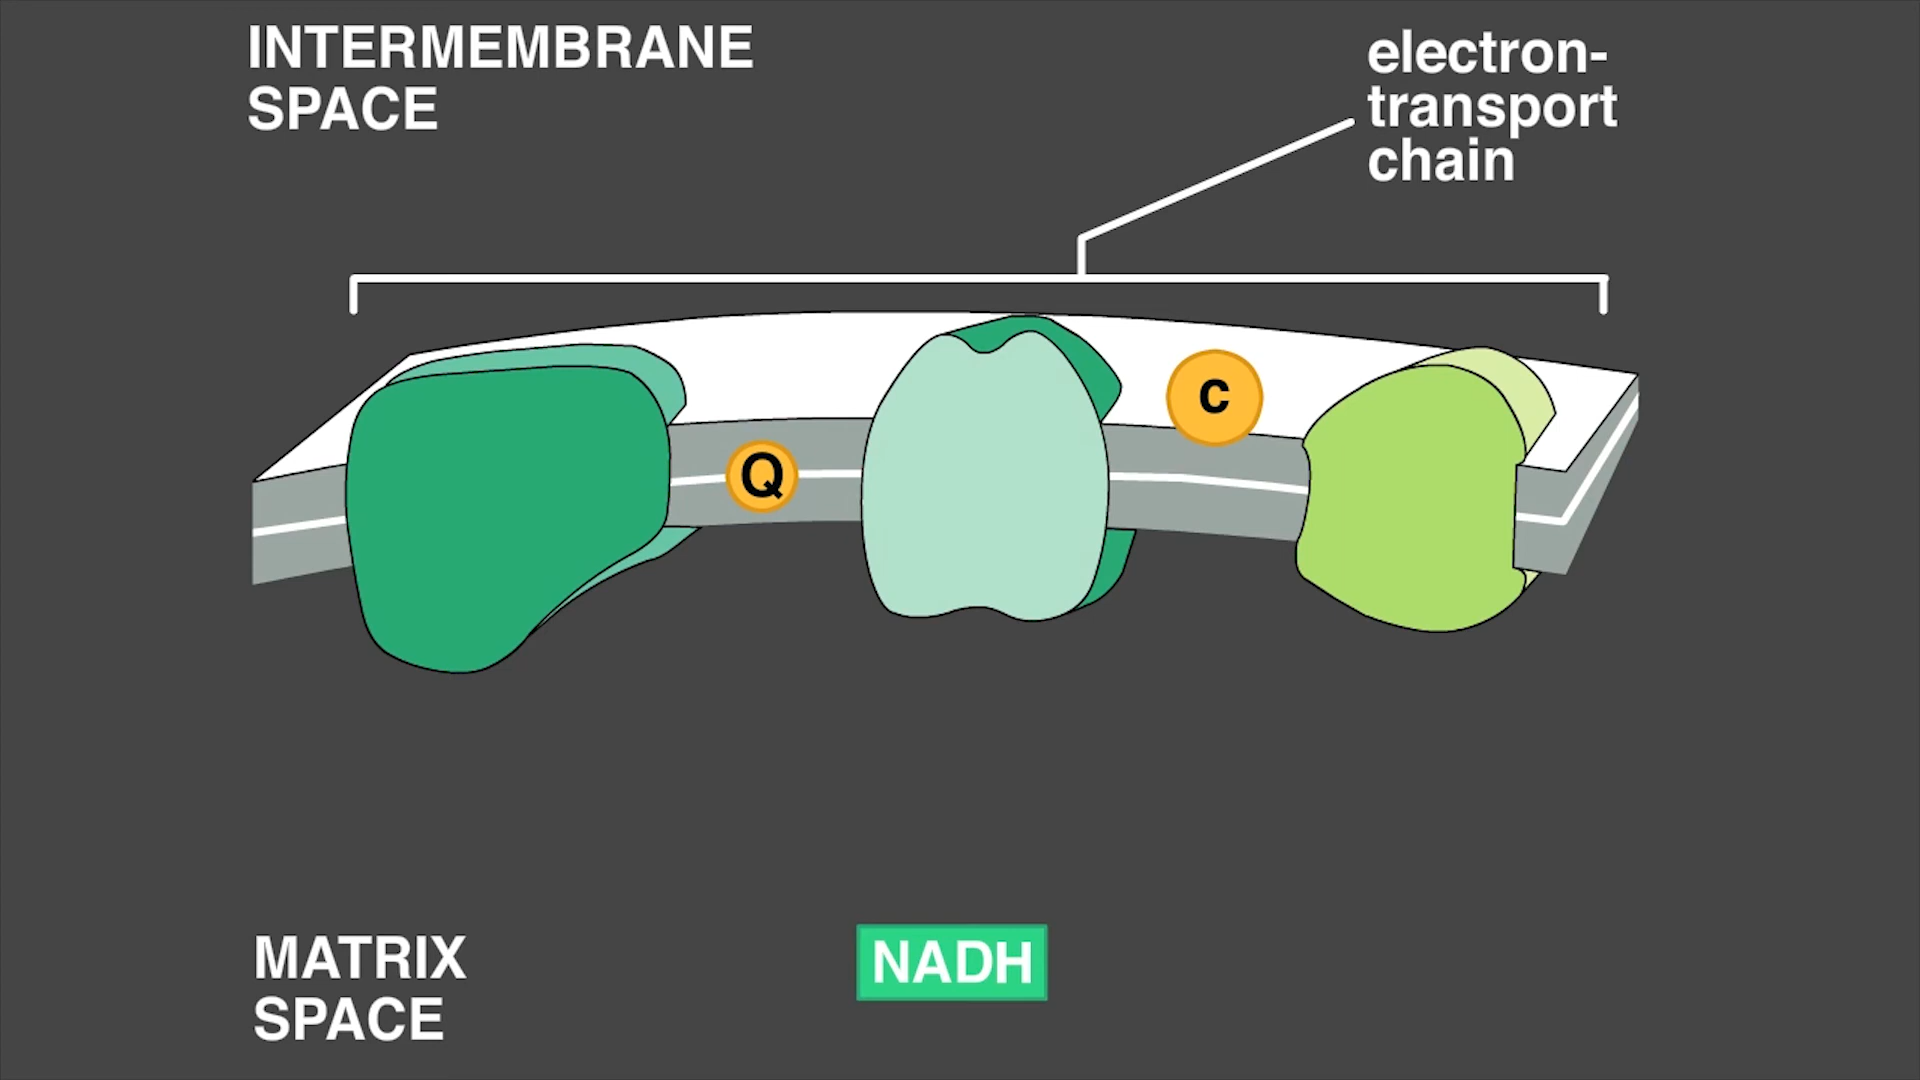 INTERMEMBRANE
SPACE
electron-
transport
chain
Q
c
MATRIX
SPACE
NADH